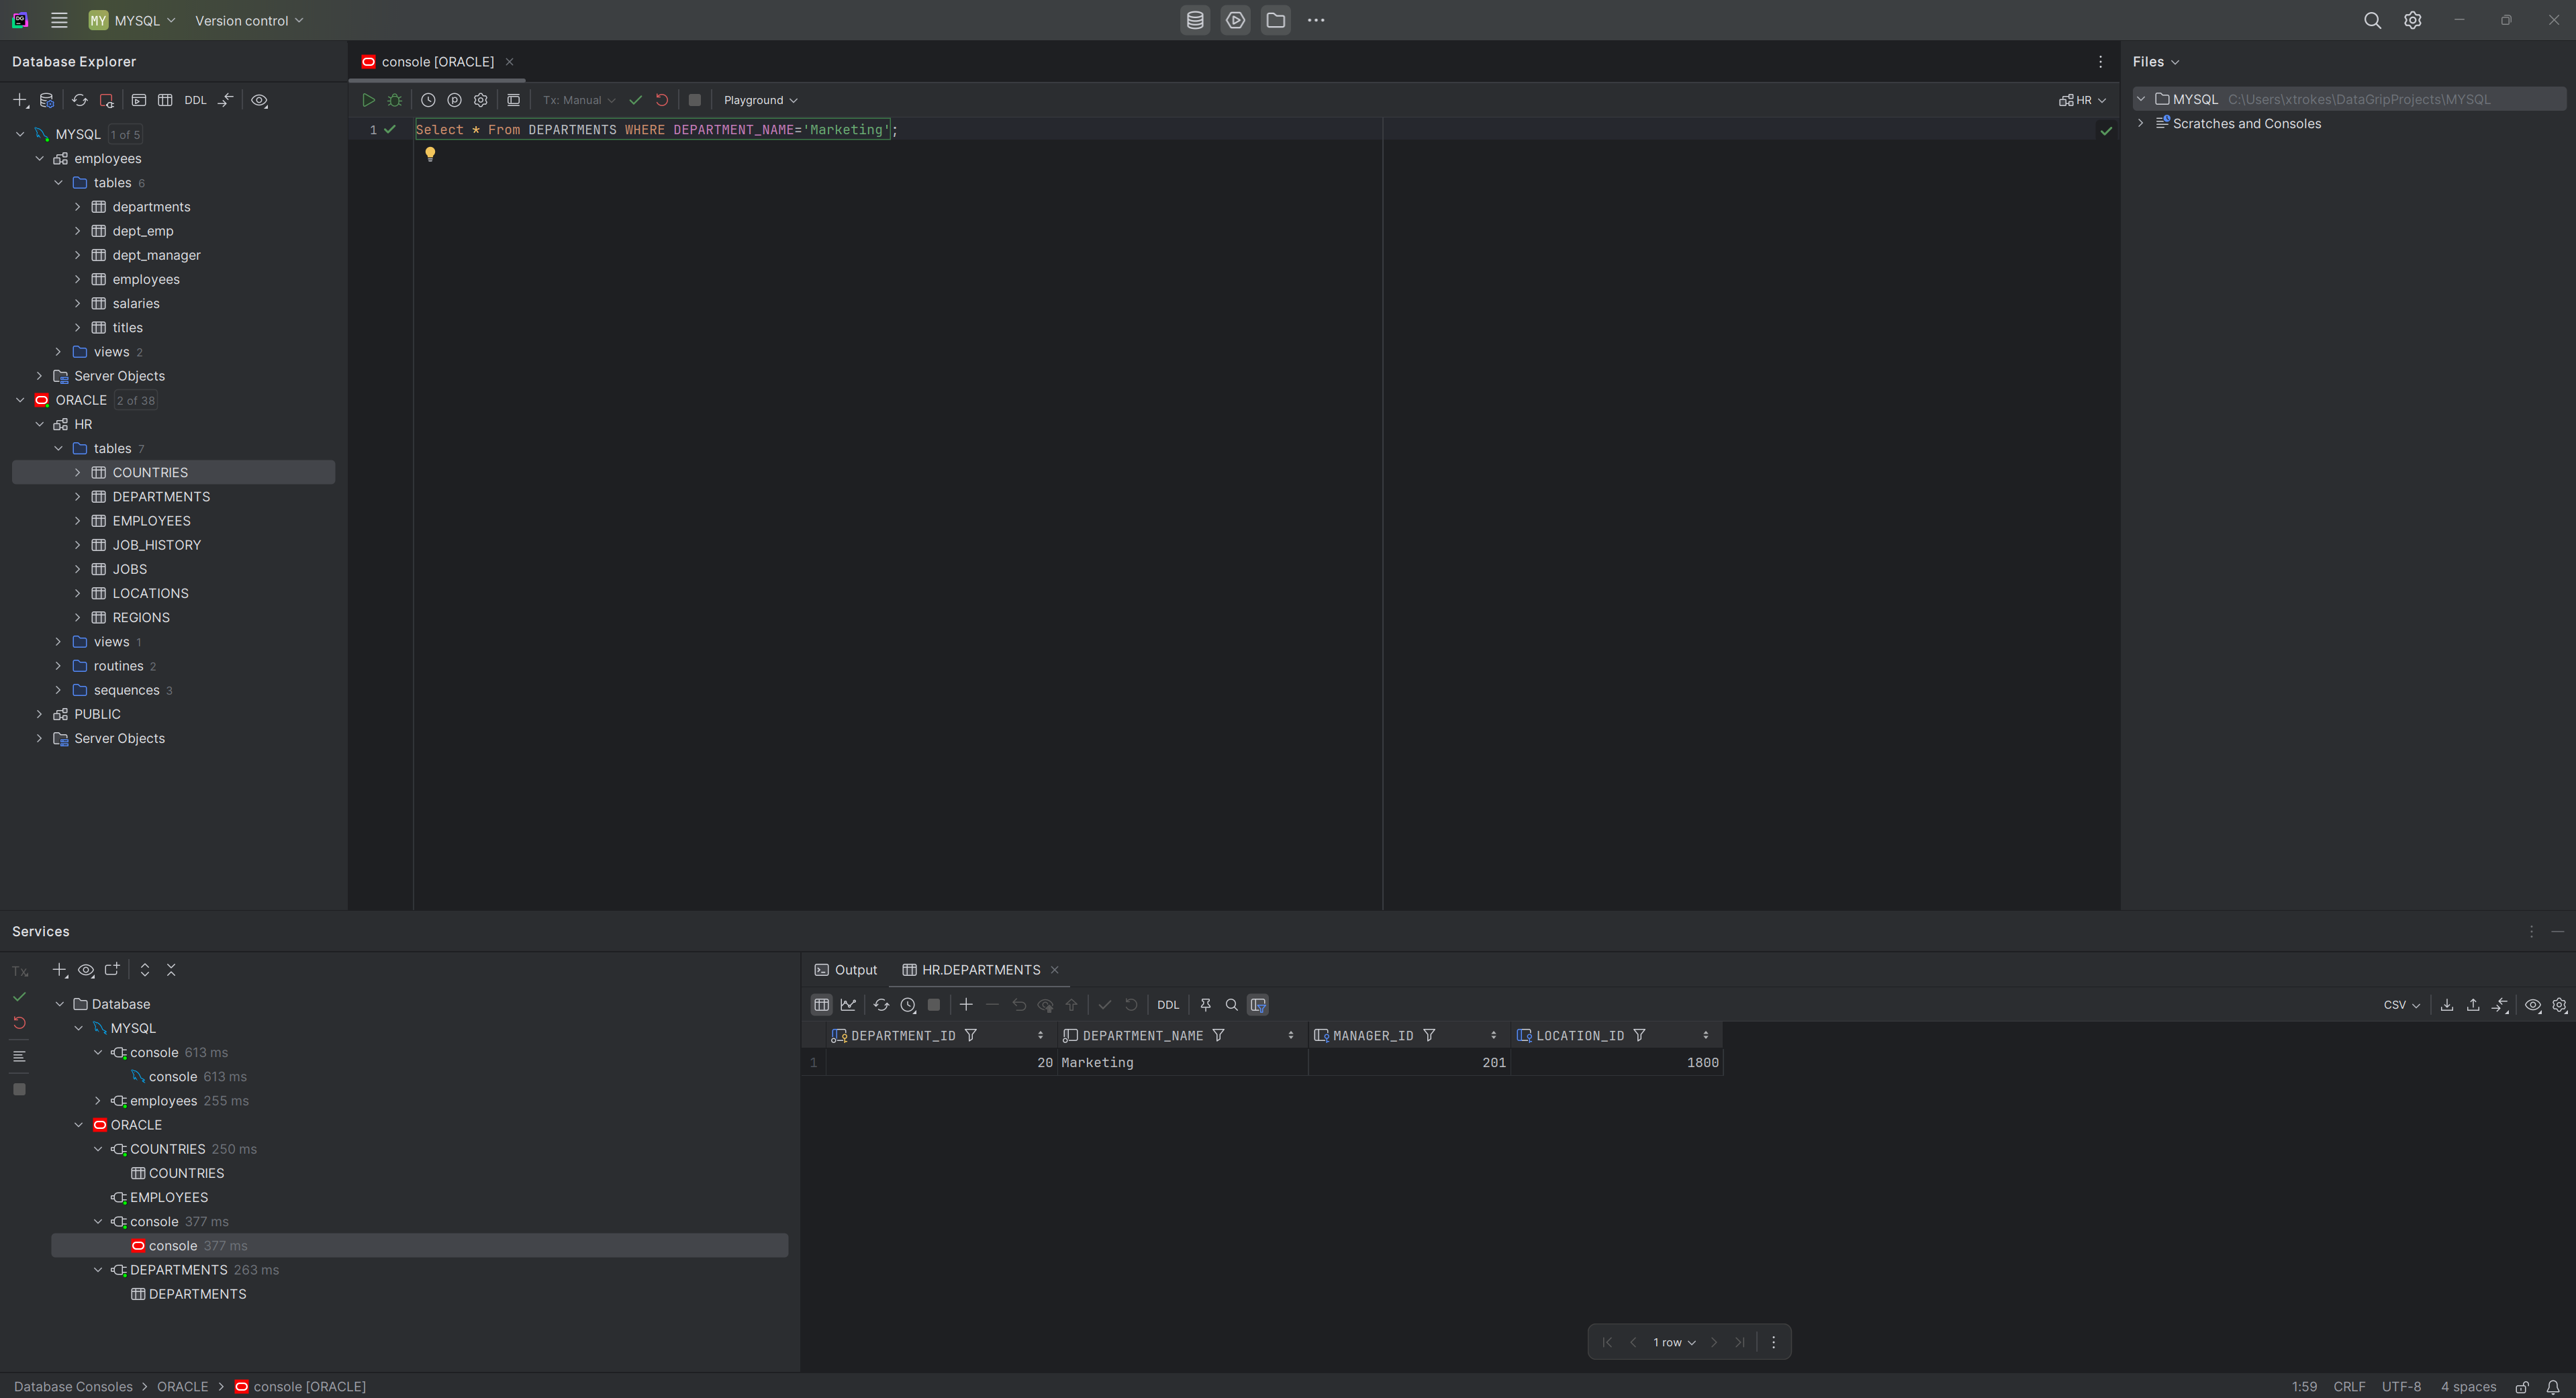 MY MYSQL Version control
Database Explorer
console [ORACLE]
Files
DDL
Tx: Manual
Playground
HR
MYSQL 1 of 5
employees
tables 6
departments
dept_emp
dept_manager
employees
salaries
titles
views 2
Server Objects
ORACLE 2 of 38
HR
tables 7
COUNTRIES
DEPARTMENTS
EMPLOYEES
JOB_HISTORY
JOBS
LOCATIONS
REGIONS
views 1
routines 2
sequences 3
PUBLIC
Server Objects
1 Select * From DEPARTMENTS WHERE DEPARTMENT_NAME='Marketing';
MYSQL C:\Users\xtrokes\DataGripProjects\MYSQL
Scratches and Consoles
Services
Tx
Database
MYSQL
console 613 ms
console 613 ms
employees 255 ms
ORACLE
COUNTRIES 250 ms
COUNTRIES
EMPLOYEES
console 377 ms
console 377 ms
DEPARTMENTS 263 ms
DEPARTMENTS
Output HR.DEPARTMENTS
DDL CSV
DEPARTMENT_ID DEPARTMENT_NAME MANAGER_ID LOCATION_ID
1 20 Marketing 201 1800
1 row
Database Consoles > ORACLE > console [ORACLE]
1:59 CRLF UTF-8 4 spaces